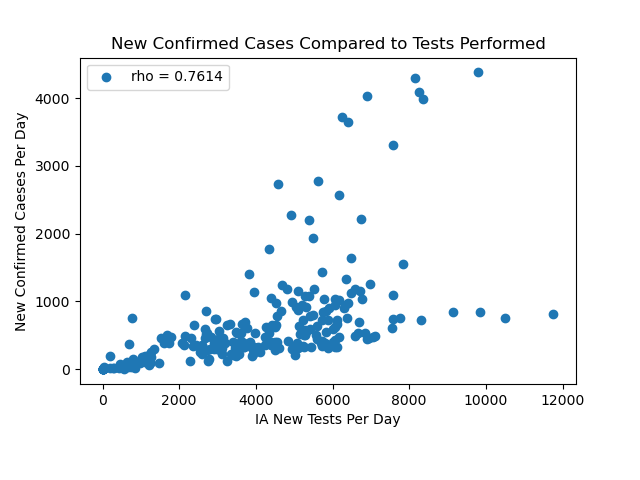 New Confirmed Cases Compared to Tests Performed
rho = 0.7614
New Confirmed Caeses Per Day
4000
3000
2000
1000
0
0 2000 4000 6000 8000 10000 12000
IA New Tests Per Day